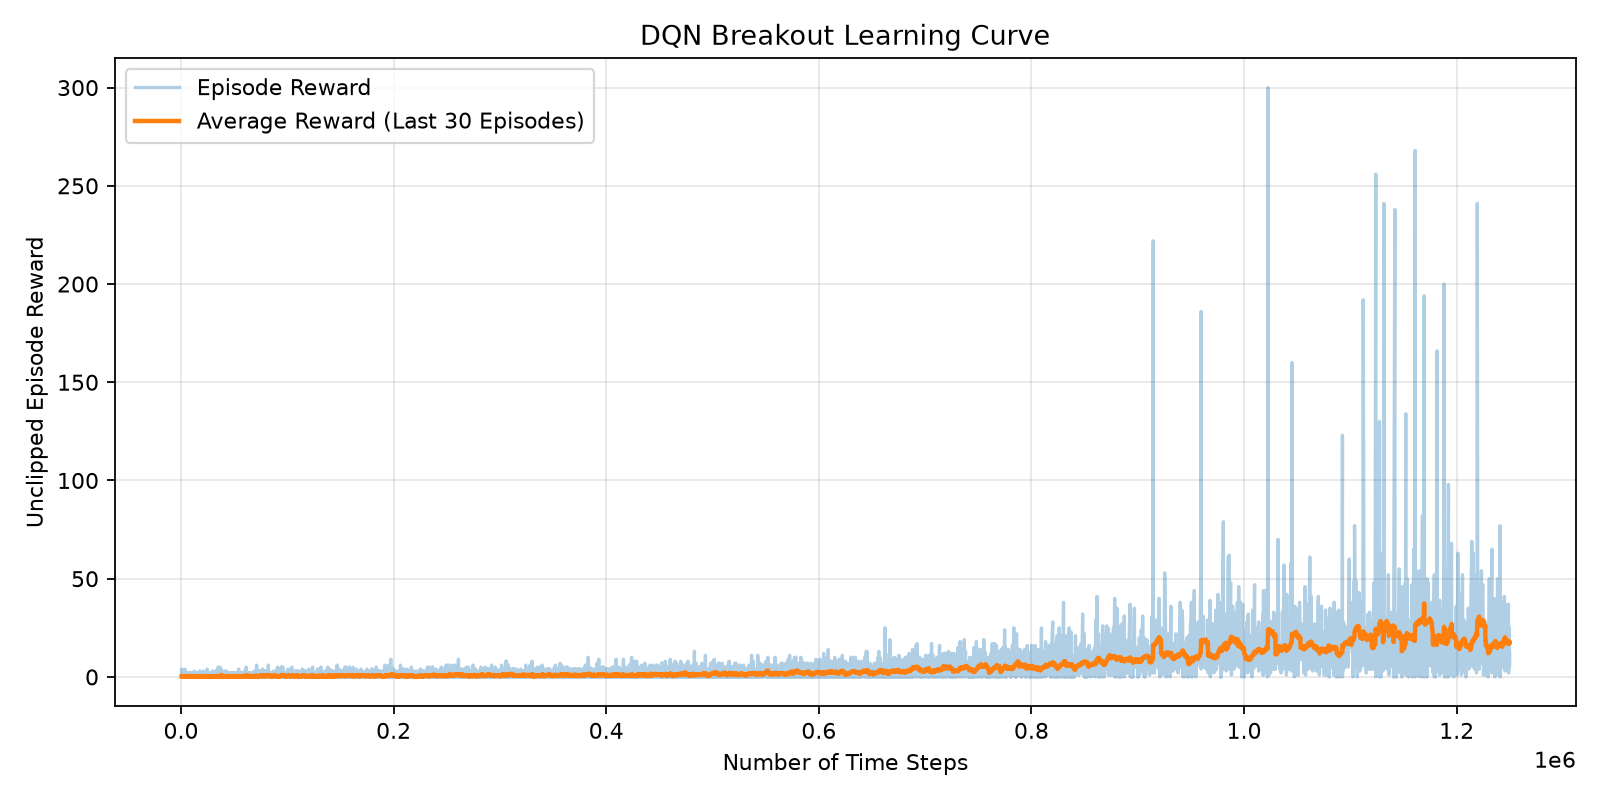 DQN Breakout Learning Curve
Episode Reward
Average Reward (Last 30 Episodes)
Unclipped Episode Reward
300
250
200
150
100
50
0
0.0 0.2 0.4 0.6 0.8 1.0 1.2
1e6
Number of Time Steps